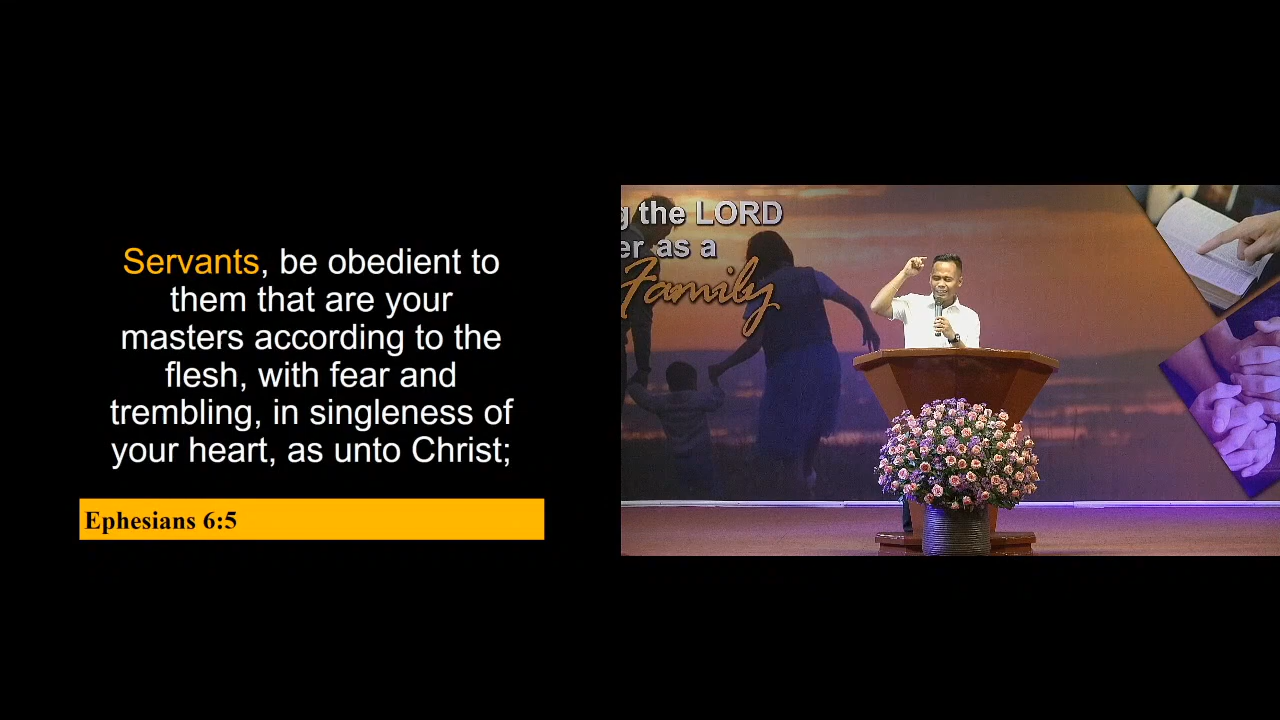 Servants, be obedient to
them that are your
masters according to the
flesh, with fear and
trembling, in singleness of
your heart, as unto Christ;
Ephesians 6:5
g the LORD
er as a
Family